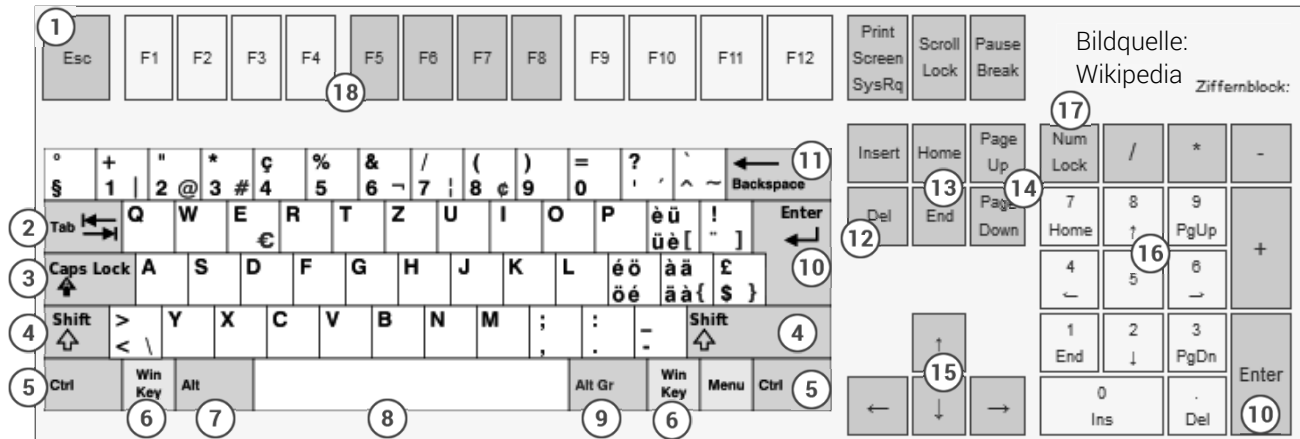 1
Esc F1 F2 F3 F4 F5 F6 F7 F8 F9 F10 F11 F12
18
Print Screen SysRq
Scroll Lock
Pause Break
Bildquelle:
Wikipedia
Ziffernblock:
° + " * ç % & / ( ) = ? ` ← 11
§ 1 | 2 @ 3 # 4 5 6 ¬ 7 ¦ 8 ¢ 9 0 ' ´ ^ ~ Backspace
2 Tab Q W E € R T Z U I O P è ü ü è [ ! ¨ ] Enter
10
3 Caps Lock A S D F G H J K L é ö ö é à ä ä à { £ $ }
4 Shift > < \ Y X C V B N M ; , : . _ - Shift 4
5 Ctrl Win Key Alt Alt Gr Win Key Menu Ctrl 5
6 7 8 9 6
Insert Home Page Up
13 14
Del End Page Down
12
↑
15
← ↓ →
17
Num Lock / * -
7 Home 8 ↑ 9 PgUp +
16
4 ← 5 6 →
1 End 2 ↓ 3 PgDn Enter
0 Ins . Del 10